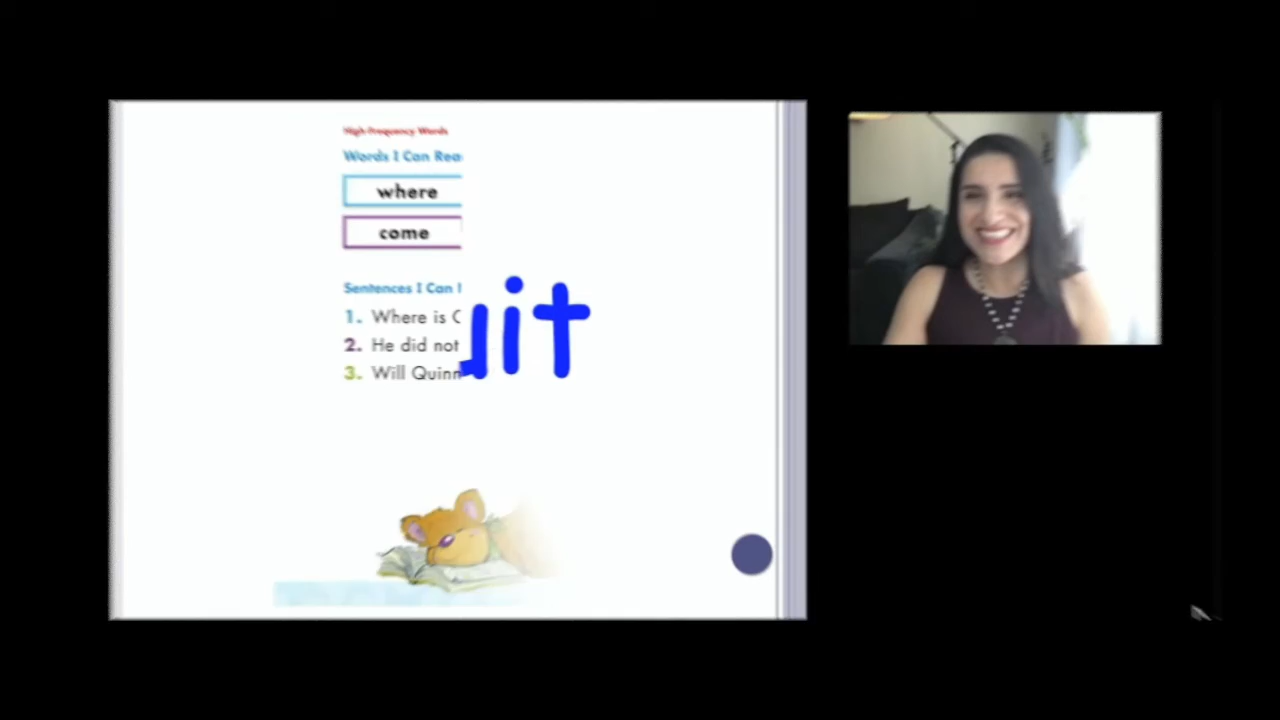 High-Frequency Words
Words I Can Rea
where
come
Sentences I Can
1. Where is
2. He did not
3. Will Quinn
it